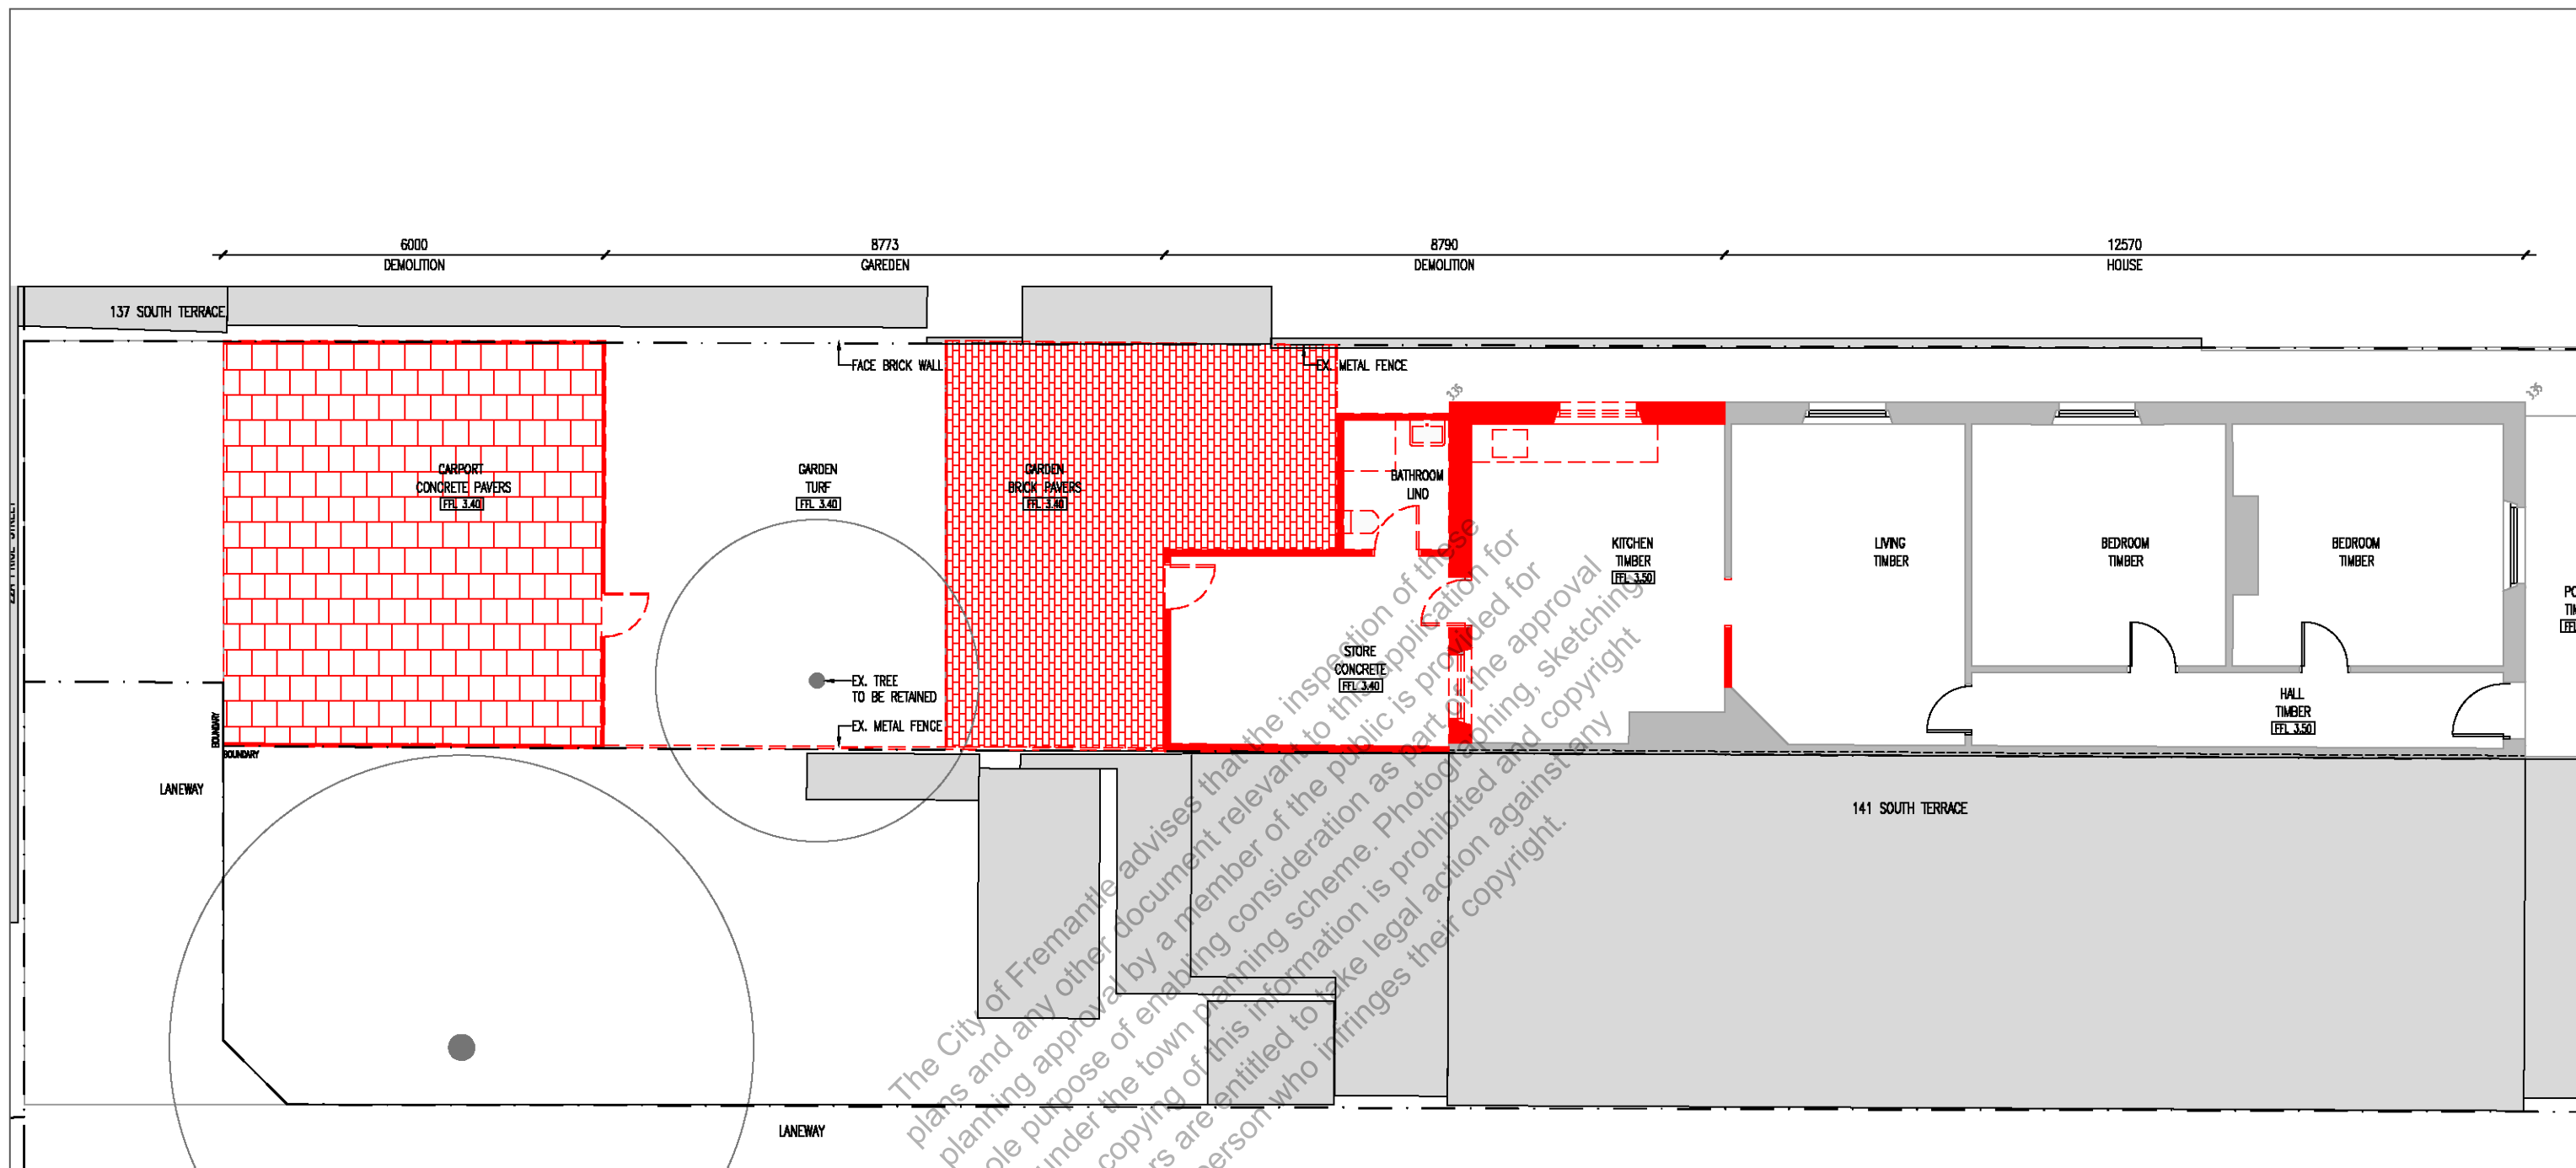 6000
DEMOLITION
8773
GAREDEN
8790
DEMOLITION
12570
HOUSE
137 SOUTH TERRACE
FACE BRICK WALL
EX. METAL FENCE
3.35
3.35
CARPORT
CONCRETE PAVERS
FFL 3.40
GARDEN
TURF
FFL 3.40
GARDEN
BRICK PAVERS
FFL 3.40
BATHROOM
LINO
KITCHEN
TIMBER
FFL 3.50
LIVING
TIMBER
BEDROOM
TIMBER
BEDROOM
TIMBER
STORE
CONCRETE
FFL 3.40
EX. TREE
TO BE RETAINED
EX. METAL FENCE
HALL
TIMBER
FFL 3.50
BOUNDARY
BOUNDARY
LANEWAY
141 SOUTH TERRACE
LANEWAY
The City of Fremantle advises that the inspection of these
plans and any other document relevant to this application for
planning approval by a member of the public is provided for
purpose of enabling consideration as part of the approval
under the town planning scheme. Photographing, sketching
copying of this information is prohibited and copyright
are entitled to take legal action against any
person who infringes their copyright.